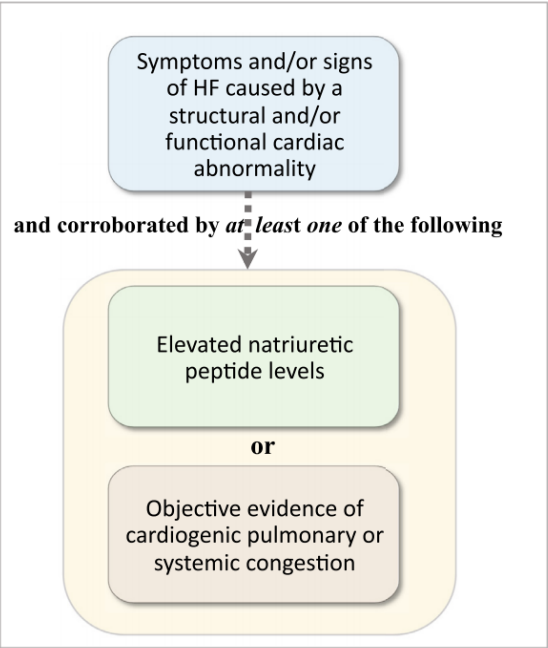 Symptoms and/or signs
of HF caused by a
structural and/or
functional cardiac
abnormality
and corroborated by at least one of the following
Elevated natriuretic
peptide levels
or
Objective evidence of
cardiogenic pulmonary or
systemic congestion